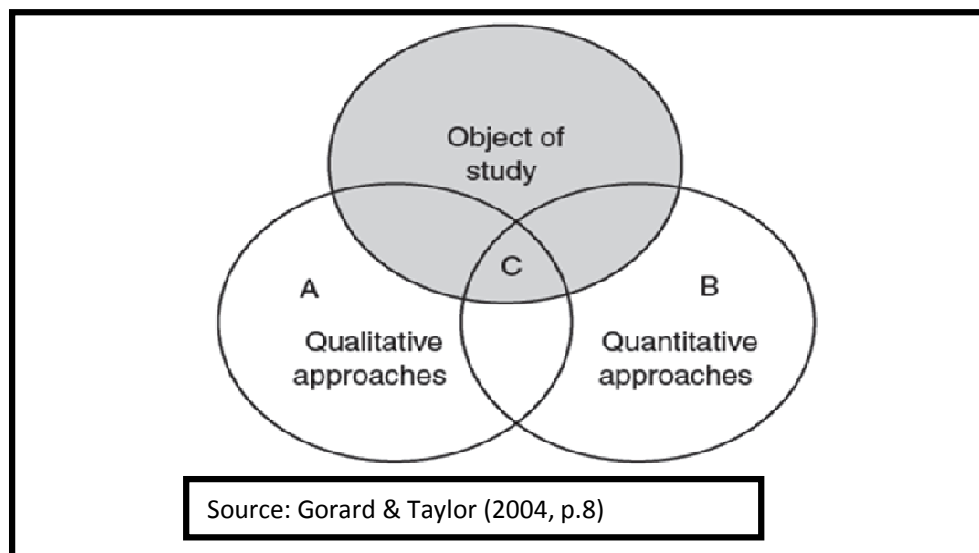 Object of
study
C
A
B
Qualitative
approaches
Quantitative
approaches
Source: Gorard & Taylor (2004, p.8)